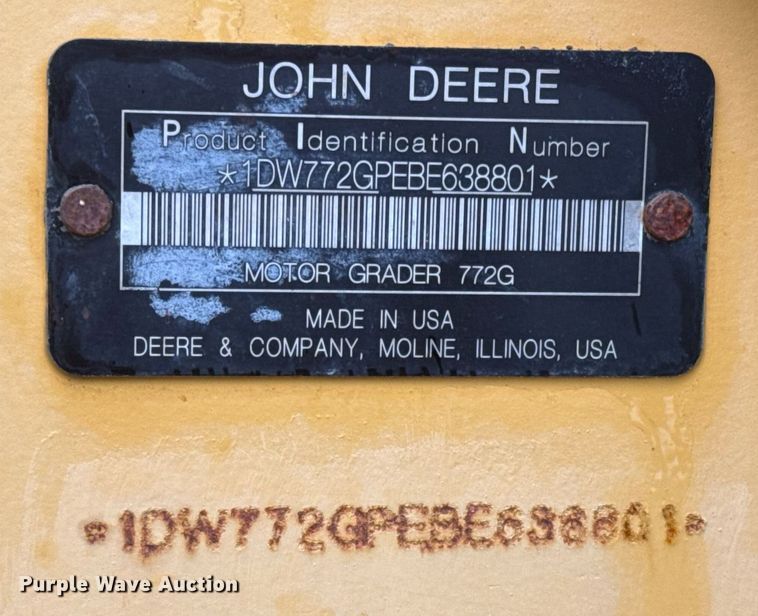 JOHN DEERE
Product Identification Number
*1DW772GPEBE638801*
MOTOR GRADER 772G
MADE IN USA
DEERE & COMPANY, MOLINE, ILLINOIS, USA
*1DW772GPEBE638801*
Purple Wave Auction